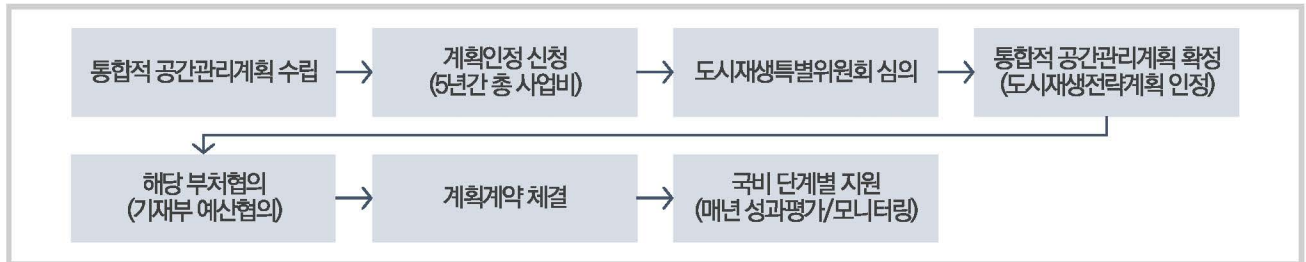 통합적 공간관리계획 수립
계획인정 신청
(5년간 총 사업비)
도시재생특별위원회 심의
통합적 공간관리계획 확정
(도시재생전략계획 인정)
해당 부처협의
(기재부 예산협의)
계획계약 체결
국비 단계별 지원
(매년 성과평가/모니터링)